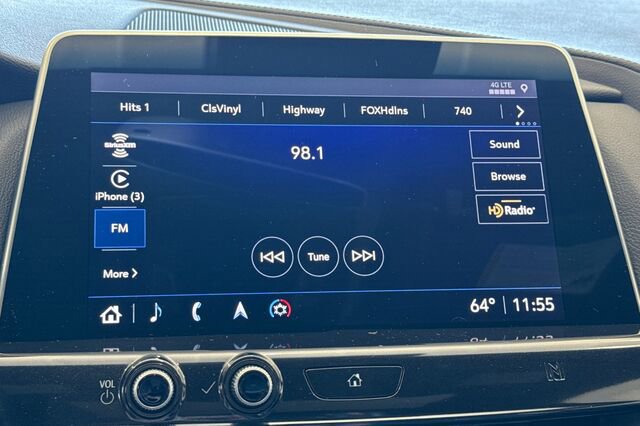 4G LTE
Hits 1 ClsVinyl Highway FOXHdlns 740
SiriusXM
98.1
Sound
iPhone (3)
Browse
FM
HD Radio
Tune
More
64° 11:55
VOL